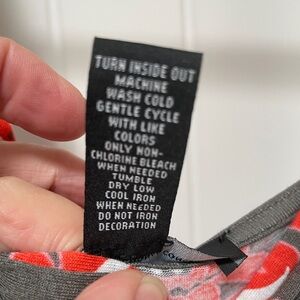 TURN INSIDE OUT
MACHINE
WASH COLD
GENTLE CYCLE
WITH LIKE
COLORS
ONLY NON-
CHLORINE BLEACH
WHEN NEEDED
TUMBLE
DRY LOW
COOL IRON
WHEN NEEDED
DO NOT IRON
DECORATION